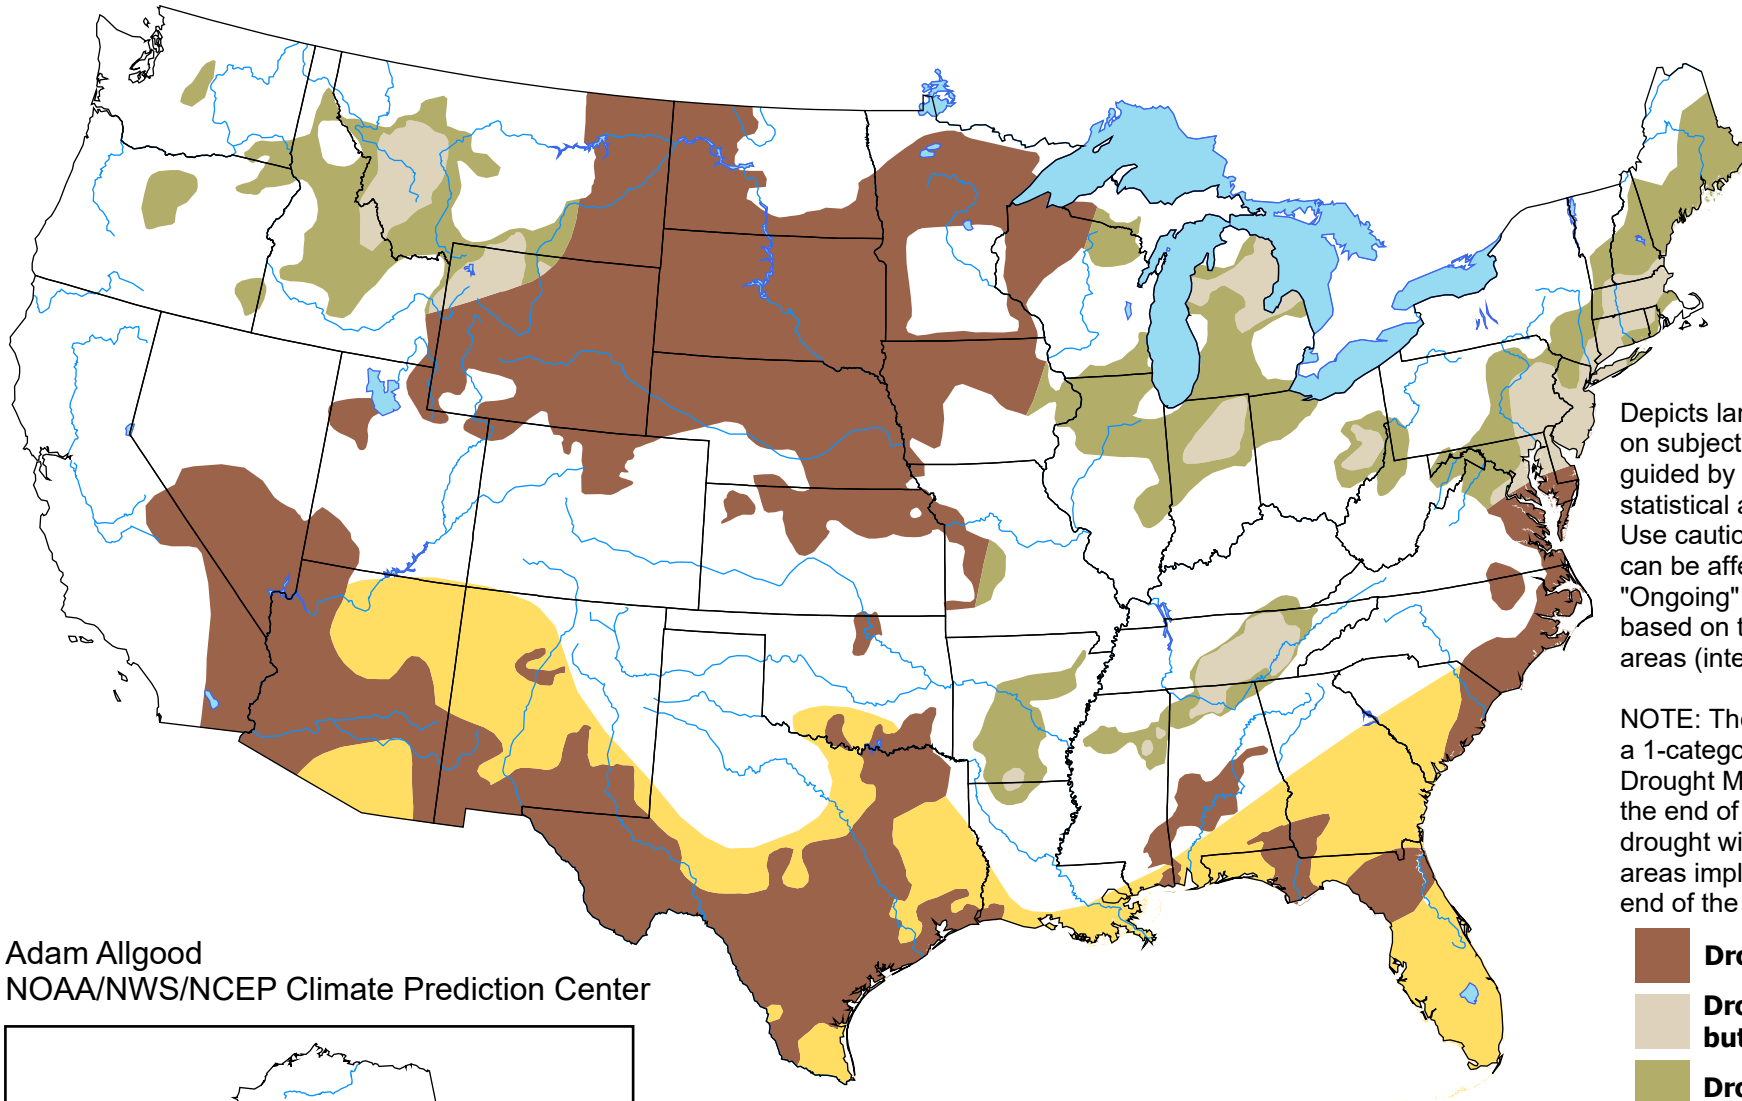 Depicts lar
on subject
guided by
statistical a
Use cautio
can be affe
"Ongoing"
based on t
areas (inte
NOTE: The
a 1-catego
Drought M
the end of
drought wi
areas impl
end of the
Adam Allgood
NOAA/NWS/NCEP Climate Prediction Center
Dro
Dro
but
Dro